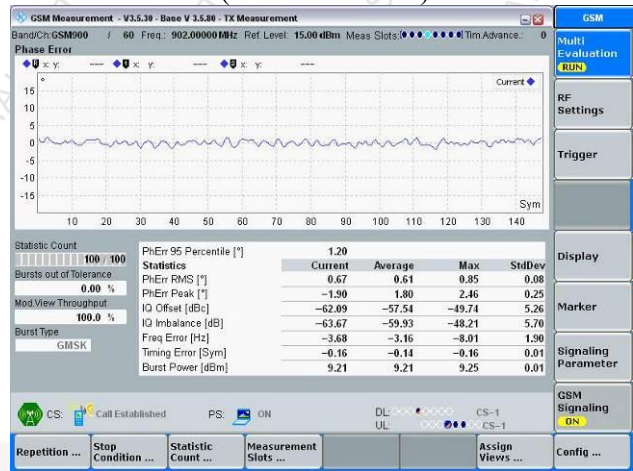 GSM Measurement - V3.5.30 - Base V 3.5.80 - TX Measurement
GSM
Band/Ch: GSM900 / 60 Freq.: 902.00000 MHz Ref. Level: 15.00 dBm Meas Slots: Tim.Advance.: 0
Phase Error
x: y: --- x: y: --- x: y: ---
Current
°
15
10
5
0
-5
-10
-15
Sym
10 20 30 40 50 60 70 80 90 100 110 120 130 140
Statistic Count
100 / 100
Bursts out of Tolerance
0.00 %
Mod.View Throughput
100.0 %
Burst Type
GMSK
PhErr 95 Percentile [°] 1.20
Statistics Current Average Max StdDev
PhErr RMS [°] 0.67 0.61 0.85 0.08
PhErr Peak [°] -1.90 1.80 2.46 0.25
IQ Offset [dBc] -62.09 -57.54 -49.74 5.26
IQ Imbalance [dB] -63.67 -59.93 -48.21 5.70
Freq Error [Hz] -3.68 -3.16 -8.01 1.90
Timing Error [Sym] -0.16 -0.14 -0.16 0.01
Burst Power [dBm] 9.21 9.21 9.25 0.01
CS: Call Established PS: ON DL: CS-1
UL: CS-1
Multi Evaluation
RUN
RF Settings
Trigger
Display
Marker
Signaling Parameter
GSM Signaling
ON
Repetition ... Stop Condition ... Statistic Count ... Measurement Slots ... Assign Views ... Config ...